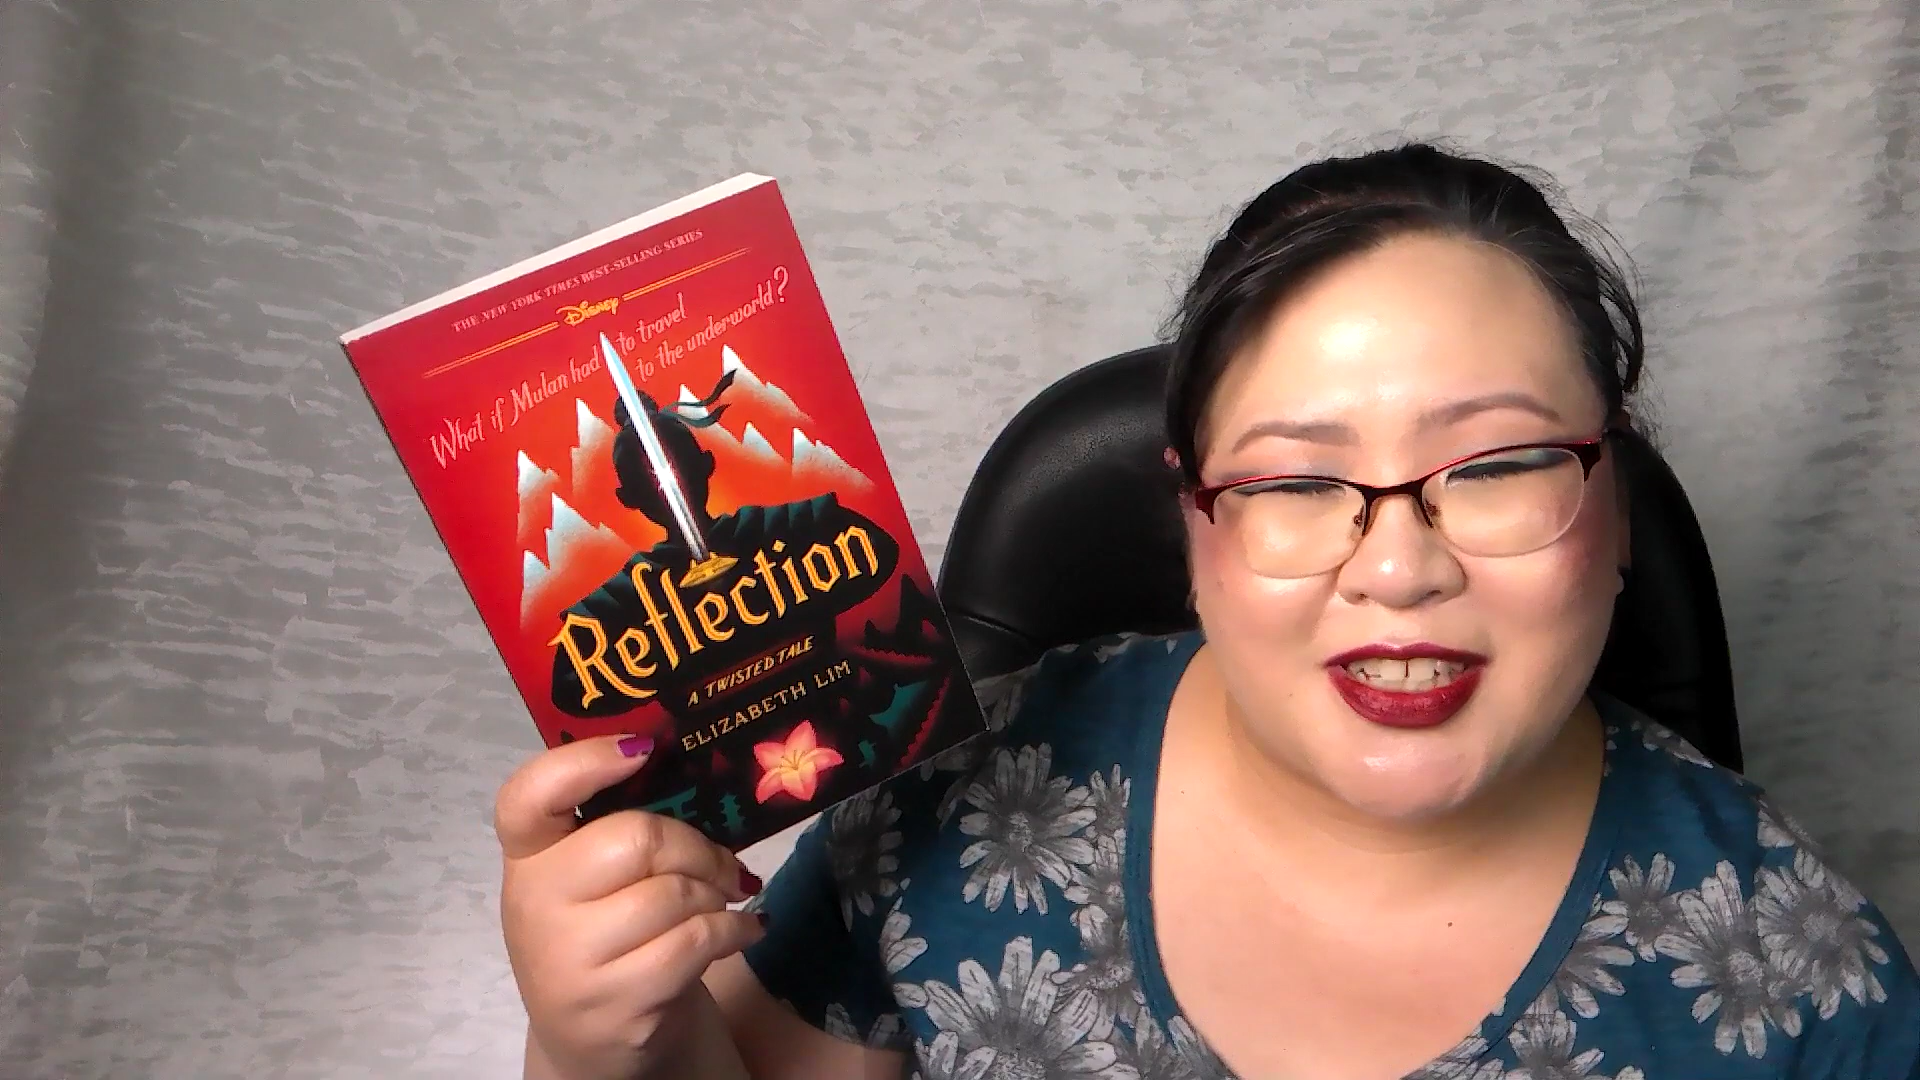 THE NEW YORK TIMES BEST-SELLING SERIES
Disney
What if Mulan had to travel
to the underworld?
Reflection
A TWISTED TALE
ELIZABETH LIM